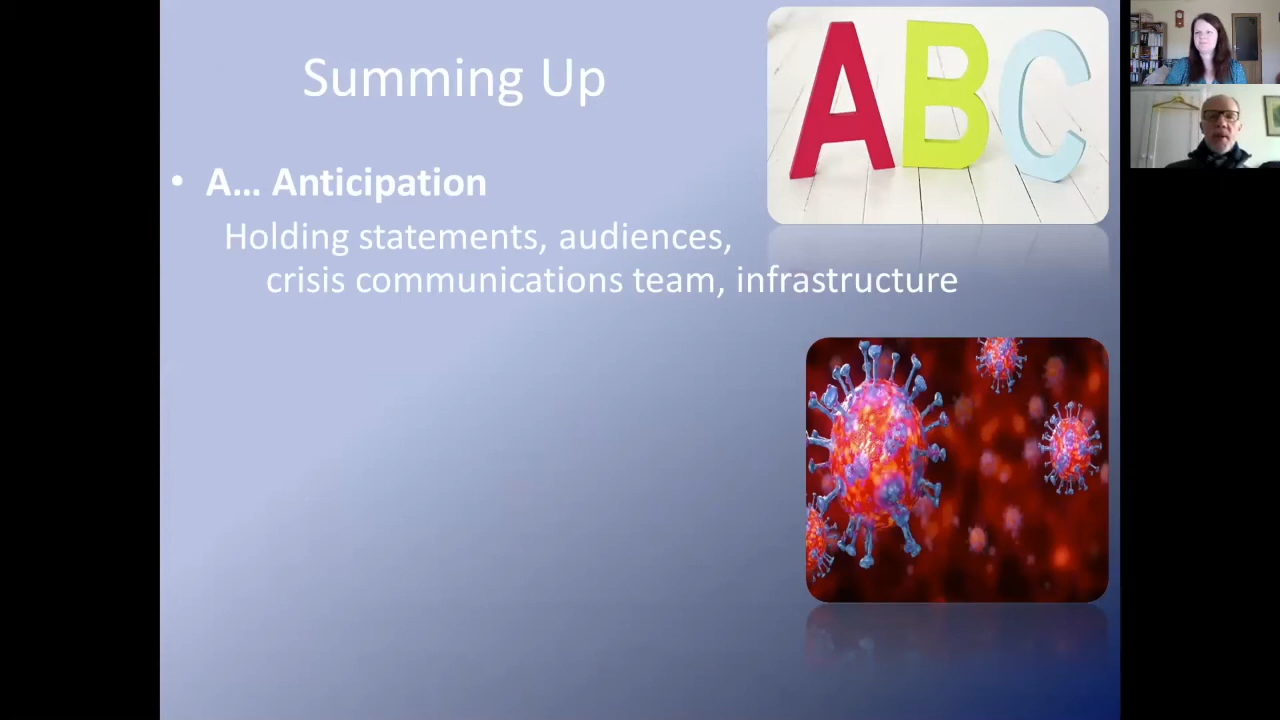 Summing Up
ABC
• A... Anticipation
Holding statements, audiences,
crisis communications team, infrastructure